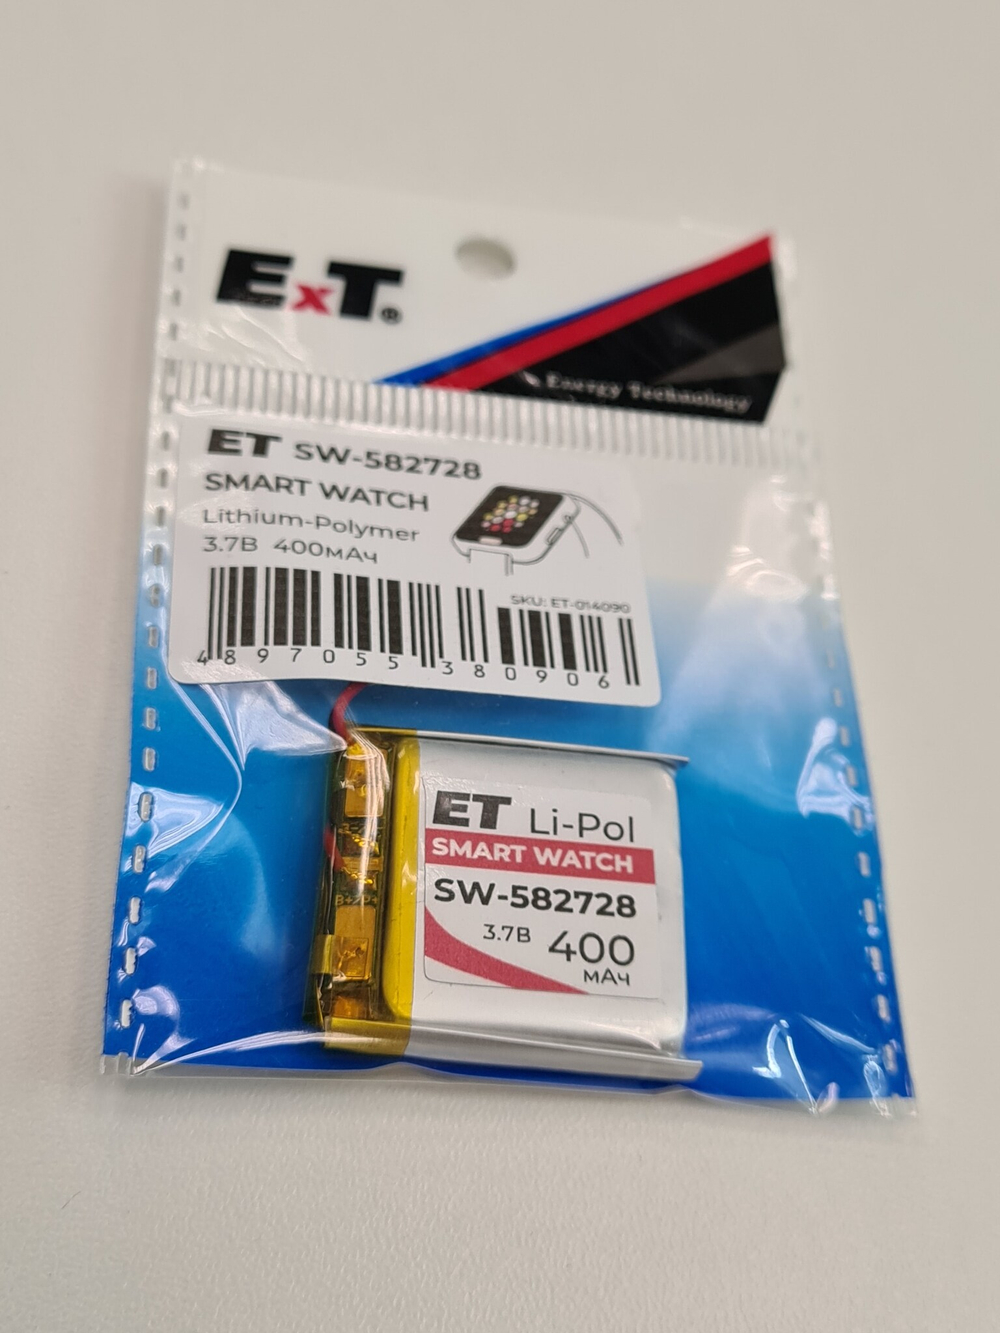 ExT®
Energy Technology
ET SW-582728
SMART WATCH
Lithium-Polymer
3.7В 400мАч
SKU: ET-014090
4897055380906
ET Li-Pol
SMART WATCH
SW-582728
3.7В 400
мАч